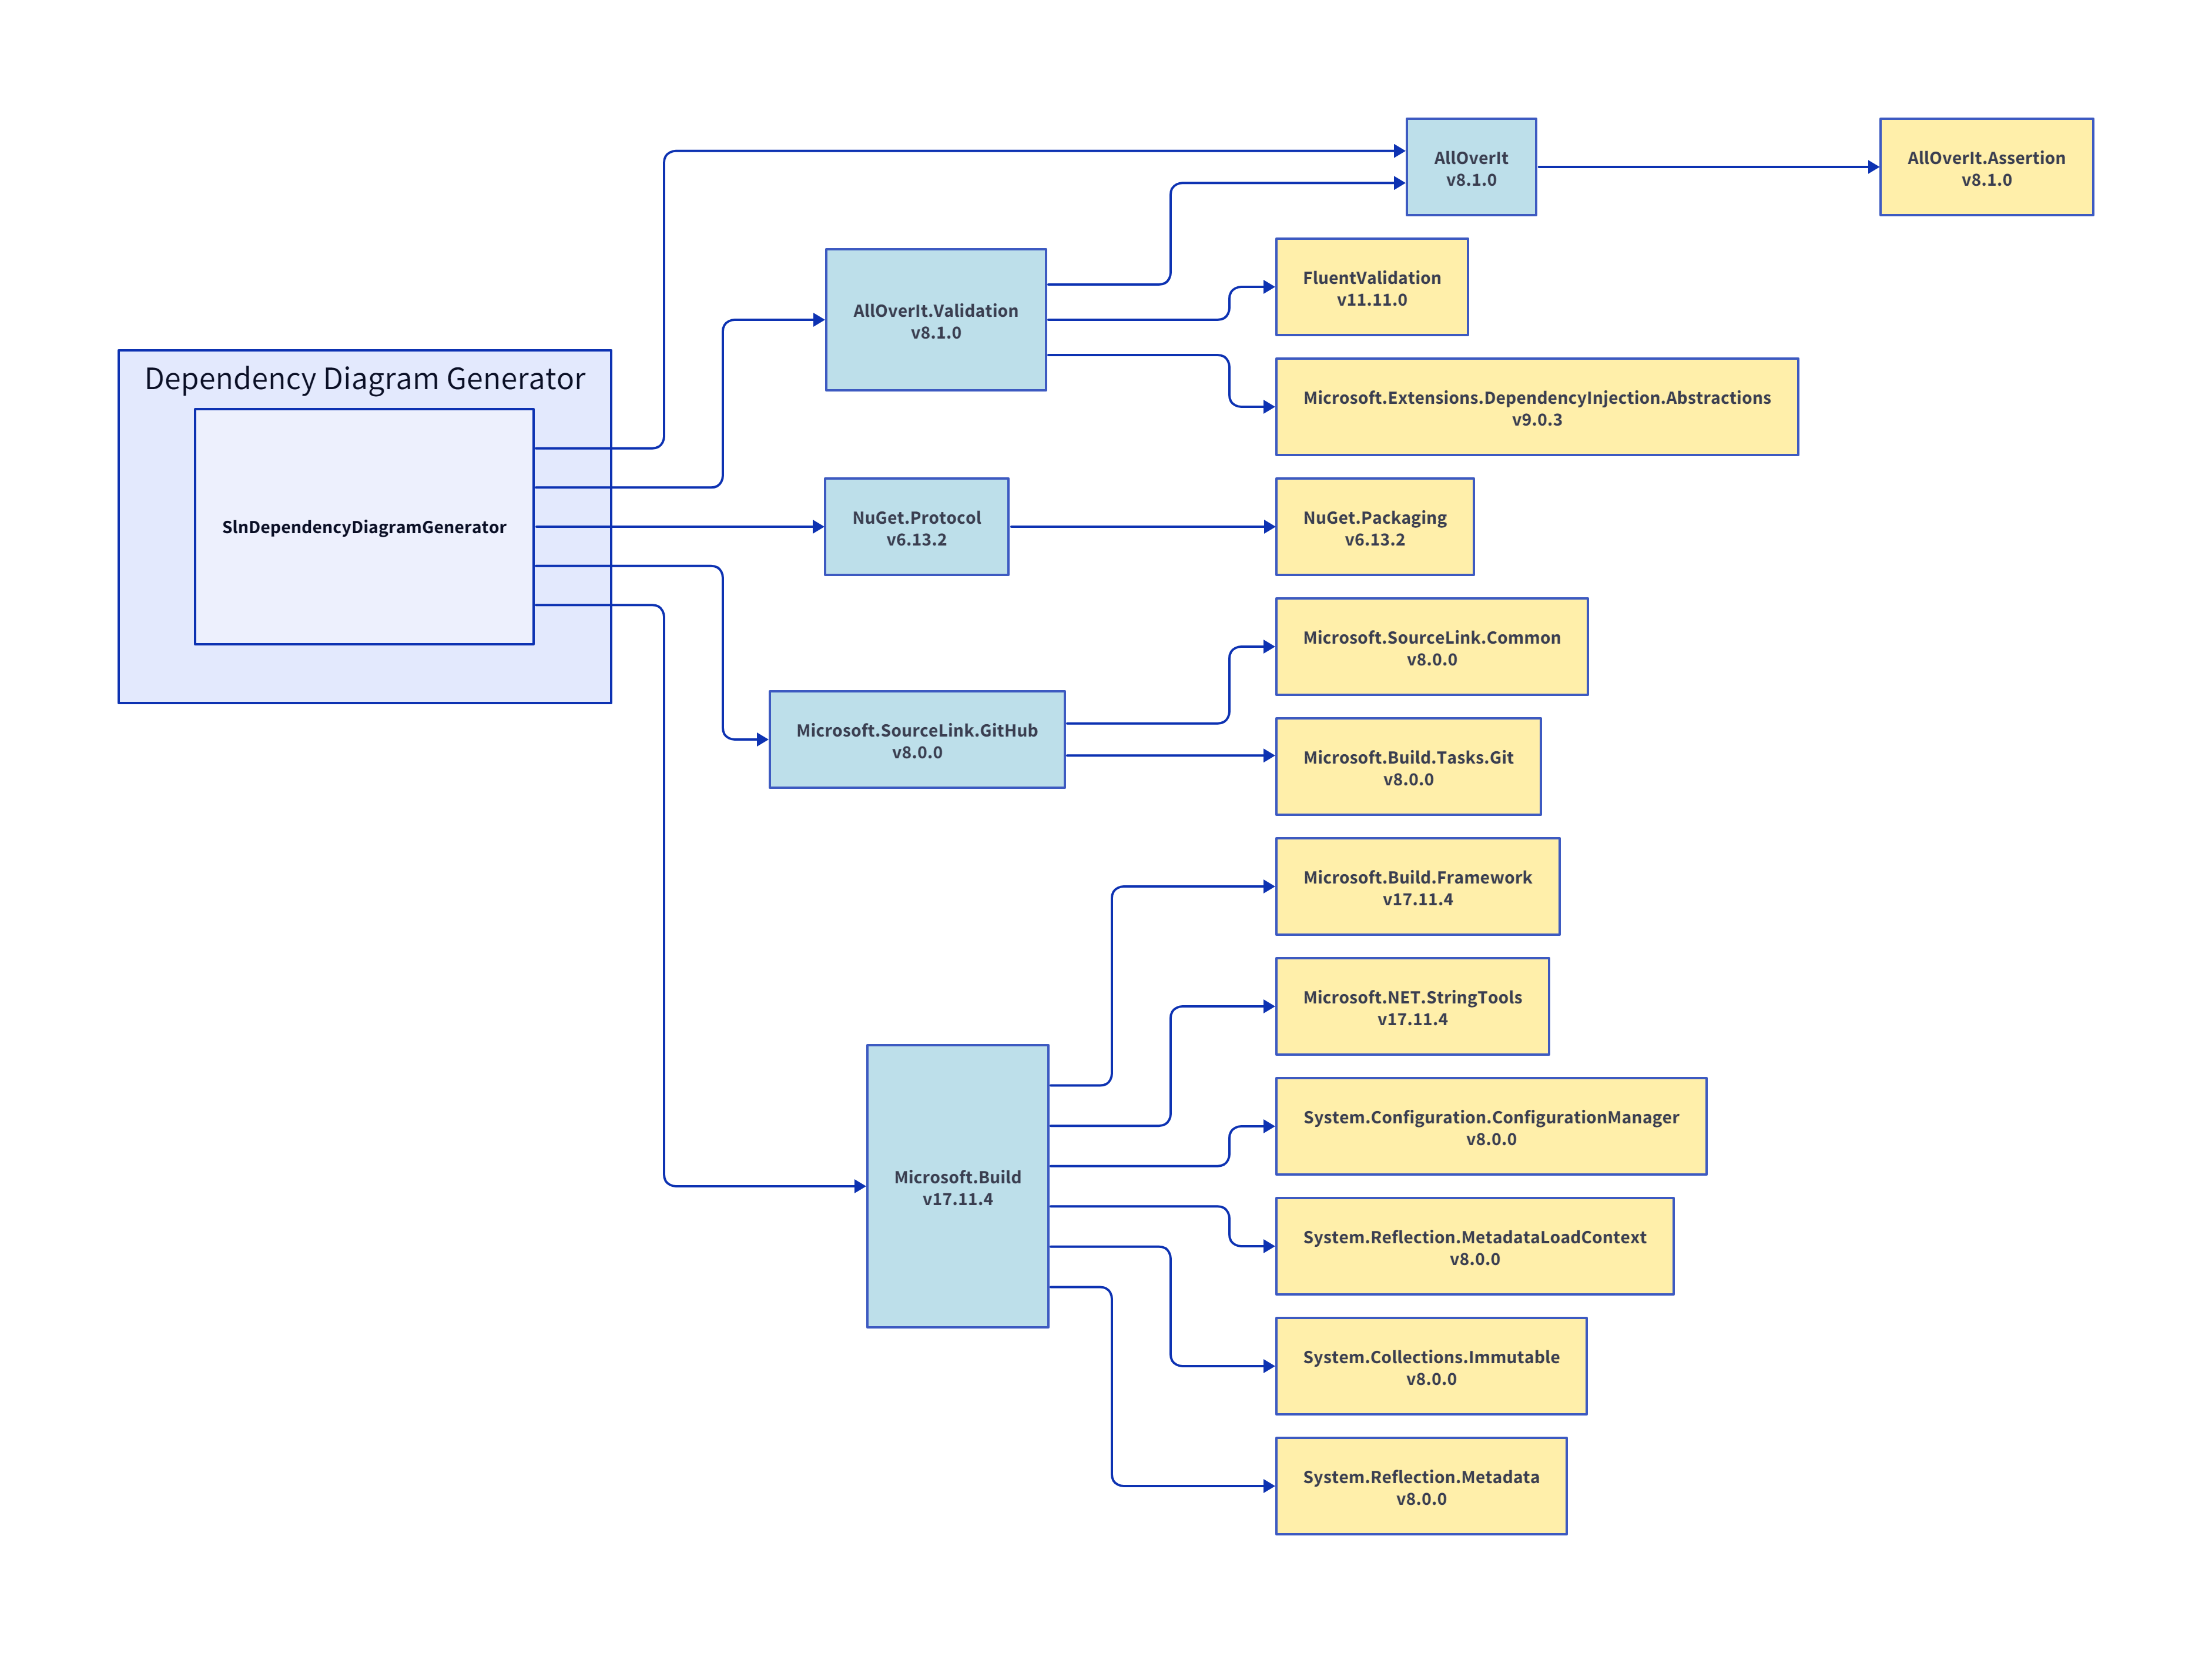 Dependency Diagram Generator
SlnDependencyDiagramGenerator
AllOverIt
v8.1.0
AllOverIt.Assertion
v8.1.0
AllOverIt.Validation
v8.1.0
FluentValidation
v11.11.0
Microsoft.Extensions.DependencyInjection.Abstractions
v9.0.3
NuGet.Protocol
v6.13.2
NuGet.Packaging
v6.13.2
Microsoft.SourceLink.GitHub
v8.0.0
Microsoft.SourceLink.Common
v8.0.0
Microsoft.Build.Tasks.Git
v8.0.0
Microsoft.Build
v17.11.4
Microsoft.Build.Framework
v17.11.4
Microsoft.NET.StringTools
v17.11.4
System.Configuration.ConfigurationManager
v8.0.0
System.Reflection.MetadataLoadContext
v8.0.0
System.Collections.Immutable
v8.0.0
System.Reflection.Metadata
v8.0.0